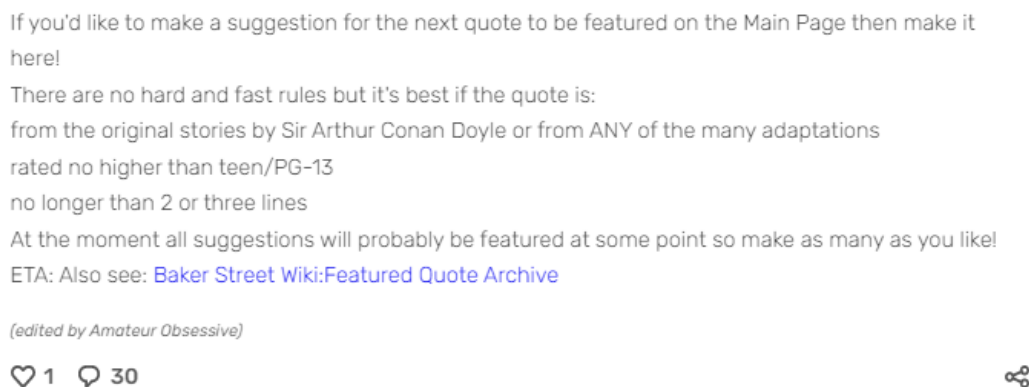 If you'd like to make a suggestion for the next quote to be featured on the Main Page then make it
here!
There are no hard and fast rules but it's best if the quote is:
from the original stories by Sir Arthur Conan Doyle or from ANY of the many adaptations
rated no higher than teen/PG-13
no longer than 2 or three lines
At the moment all suggestions will probably be featured at some point so make as many as you like!
ETA: Also see: Baker Street Wiki:Featured Quote Archive
(edited by Amateur Obsessive)
1 30